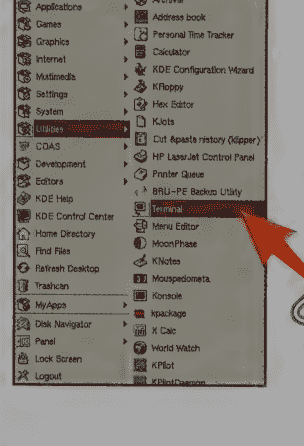 Applications
Games
Graphics
Internet
Multimedia
Settings
System
Utilities
CDAS
Development
Editors
KDE Help
KDE Control Center
Home Directory
Find Files
Refresh Desktop
Trashcan
MyApps
Disk Navigator
Panel
Lock Screen
Logout
Archiver
Address book
Personal Time Tracker
Calculator
KDE Configuration Wizard
KFloppy
Hex Editor
KJots
Cut &paste history (klipper)
HP LaserJet Control Panel
Printer Queue
BRU-PE Backup Utility
Terminal
Menu Editor
MoonPhase
KNotes
Mouspedometa
Konsole
kpackage
X Calc
World Watch
KPilot
KPilotDaemon